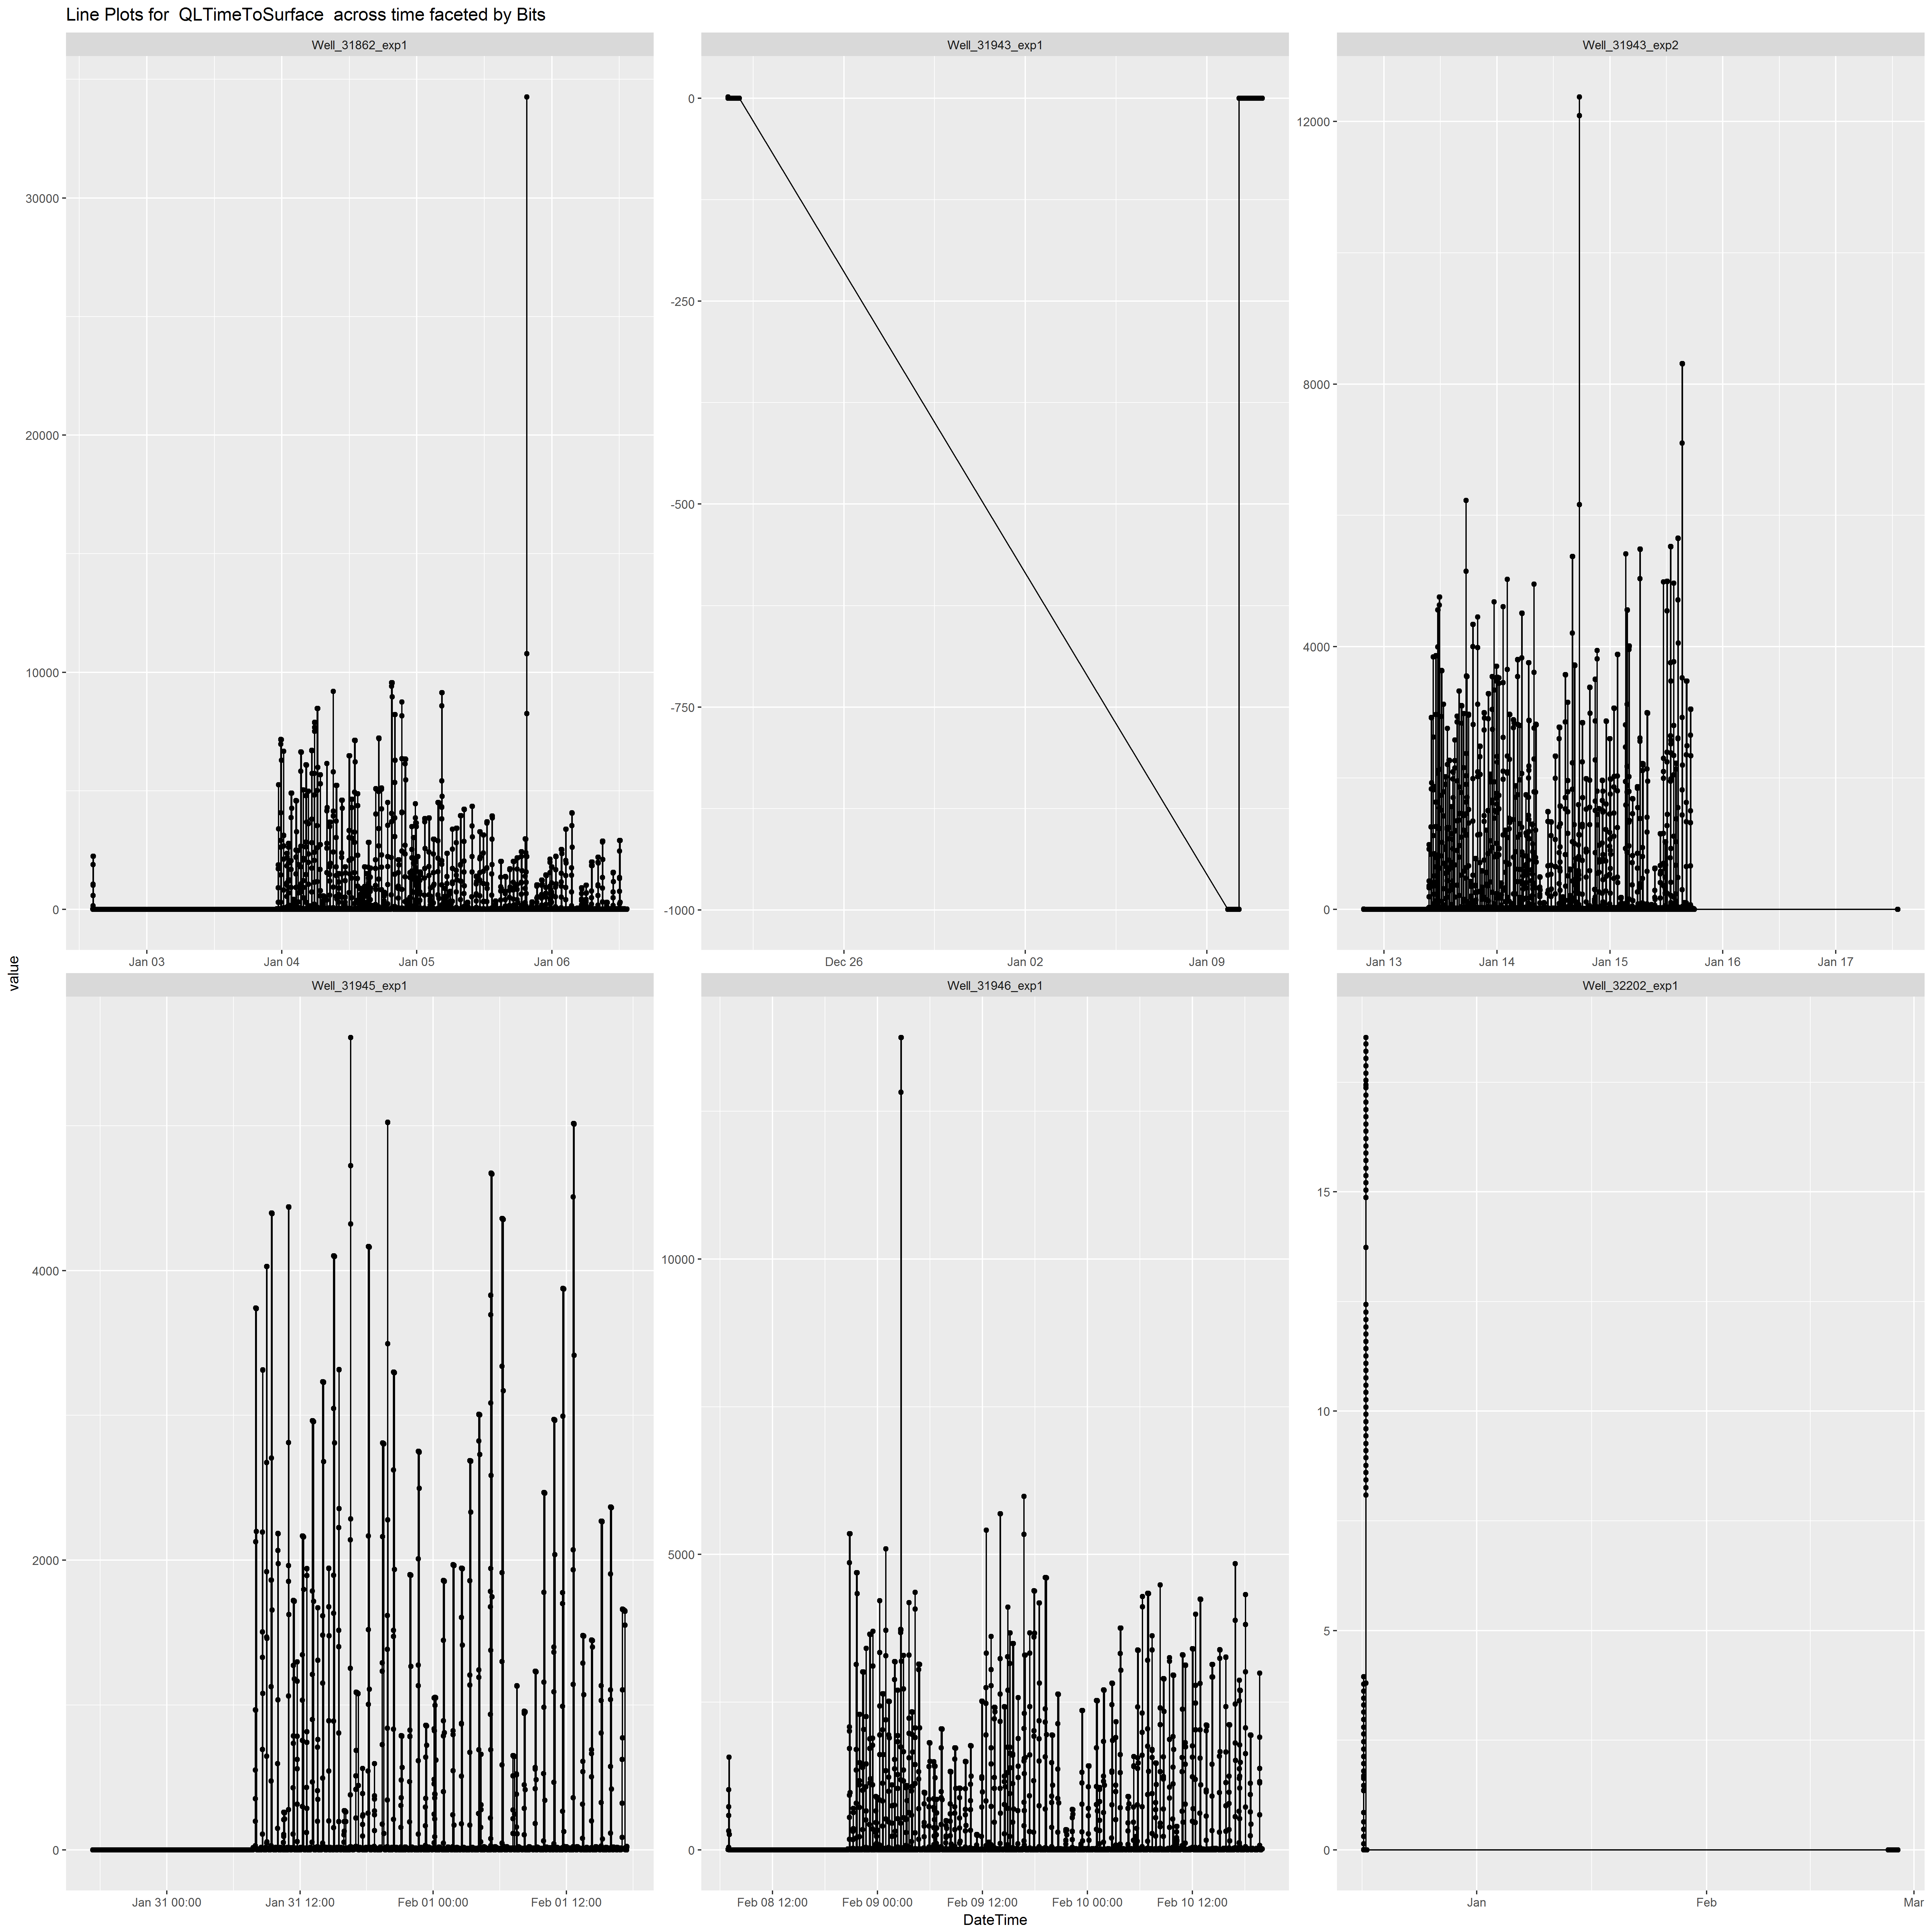 Line Plots for  QLTimeToSurface  across time faceted by Bits
Well_31862_exp1
Well_31943_exp1
Well_31943_exp2
30000
20000
10000
0
Jan 03 Jan 04 Jan 05 Jan 06
0
-250
-500
-750
-1000
Dec 26 Jan 02 Jan 09
12000
8000
4000
0
Jan 13 Jan 14 Jan 15 Jan 16 Jan 17
value
Well_31945_exp1
Well_31946_exp1
Well_32202_exp1
4000
2000
0
Jan 31 00:00 Jan 31 12:00 Feb 01 00:00 Feb 01 12:00
10000
5000
0
Feb 08 12:00 Feb 09 00:00 Feb 09 12:00 Feb 10 00:00 Feb 10 12:00
15
10
5
0
Jan Feb Mar
DateTime